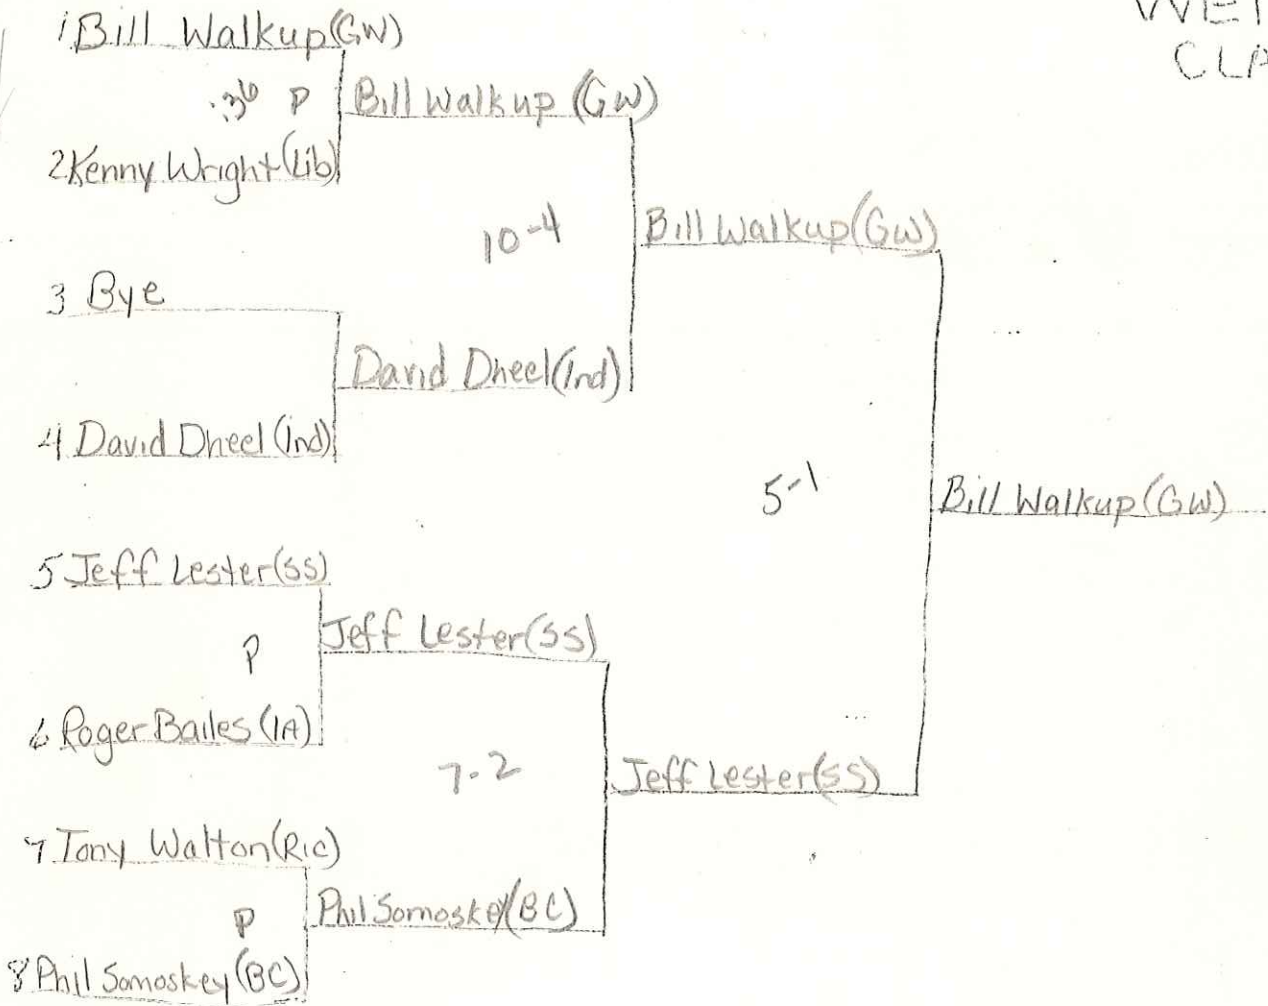 WEI
CLA
1 Bill Walkup (GW)
:36 P
Bill Walkup (GW)
2 Kenny Wright (Lib)
10-4
Bill Walkup (GW)
3 Bye
David Dheel (Ind)
4 David Dheel (ind)
5-1
Bill Walkup (GW)
5 Jeff Lester (SS)
P
Jeff Lester (SS)
6 Roger Bailes (IA)
7-2
Jeff Lester (SS)
7 Tony Walton (Ric)
P
Phil Somoskey (BC)
8 Phil Somoskey (BC)